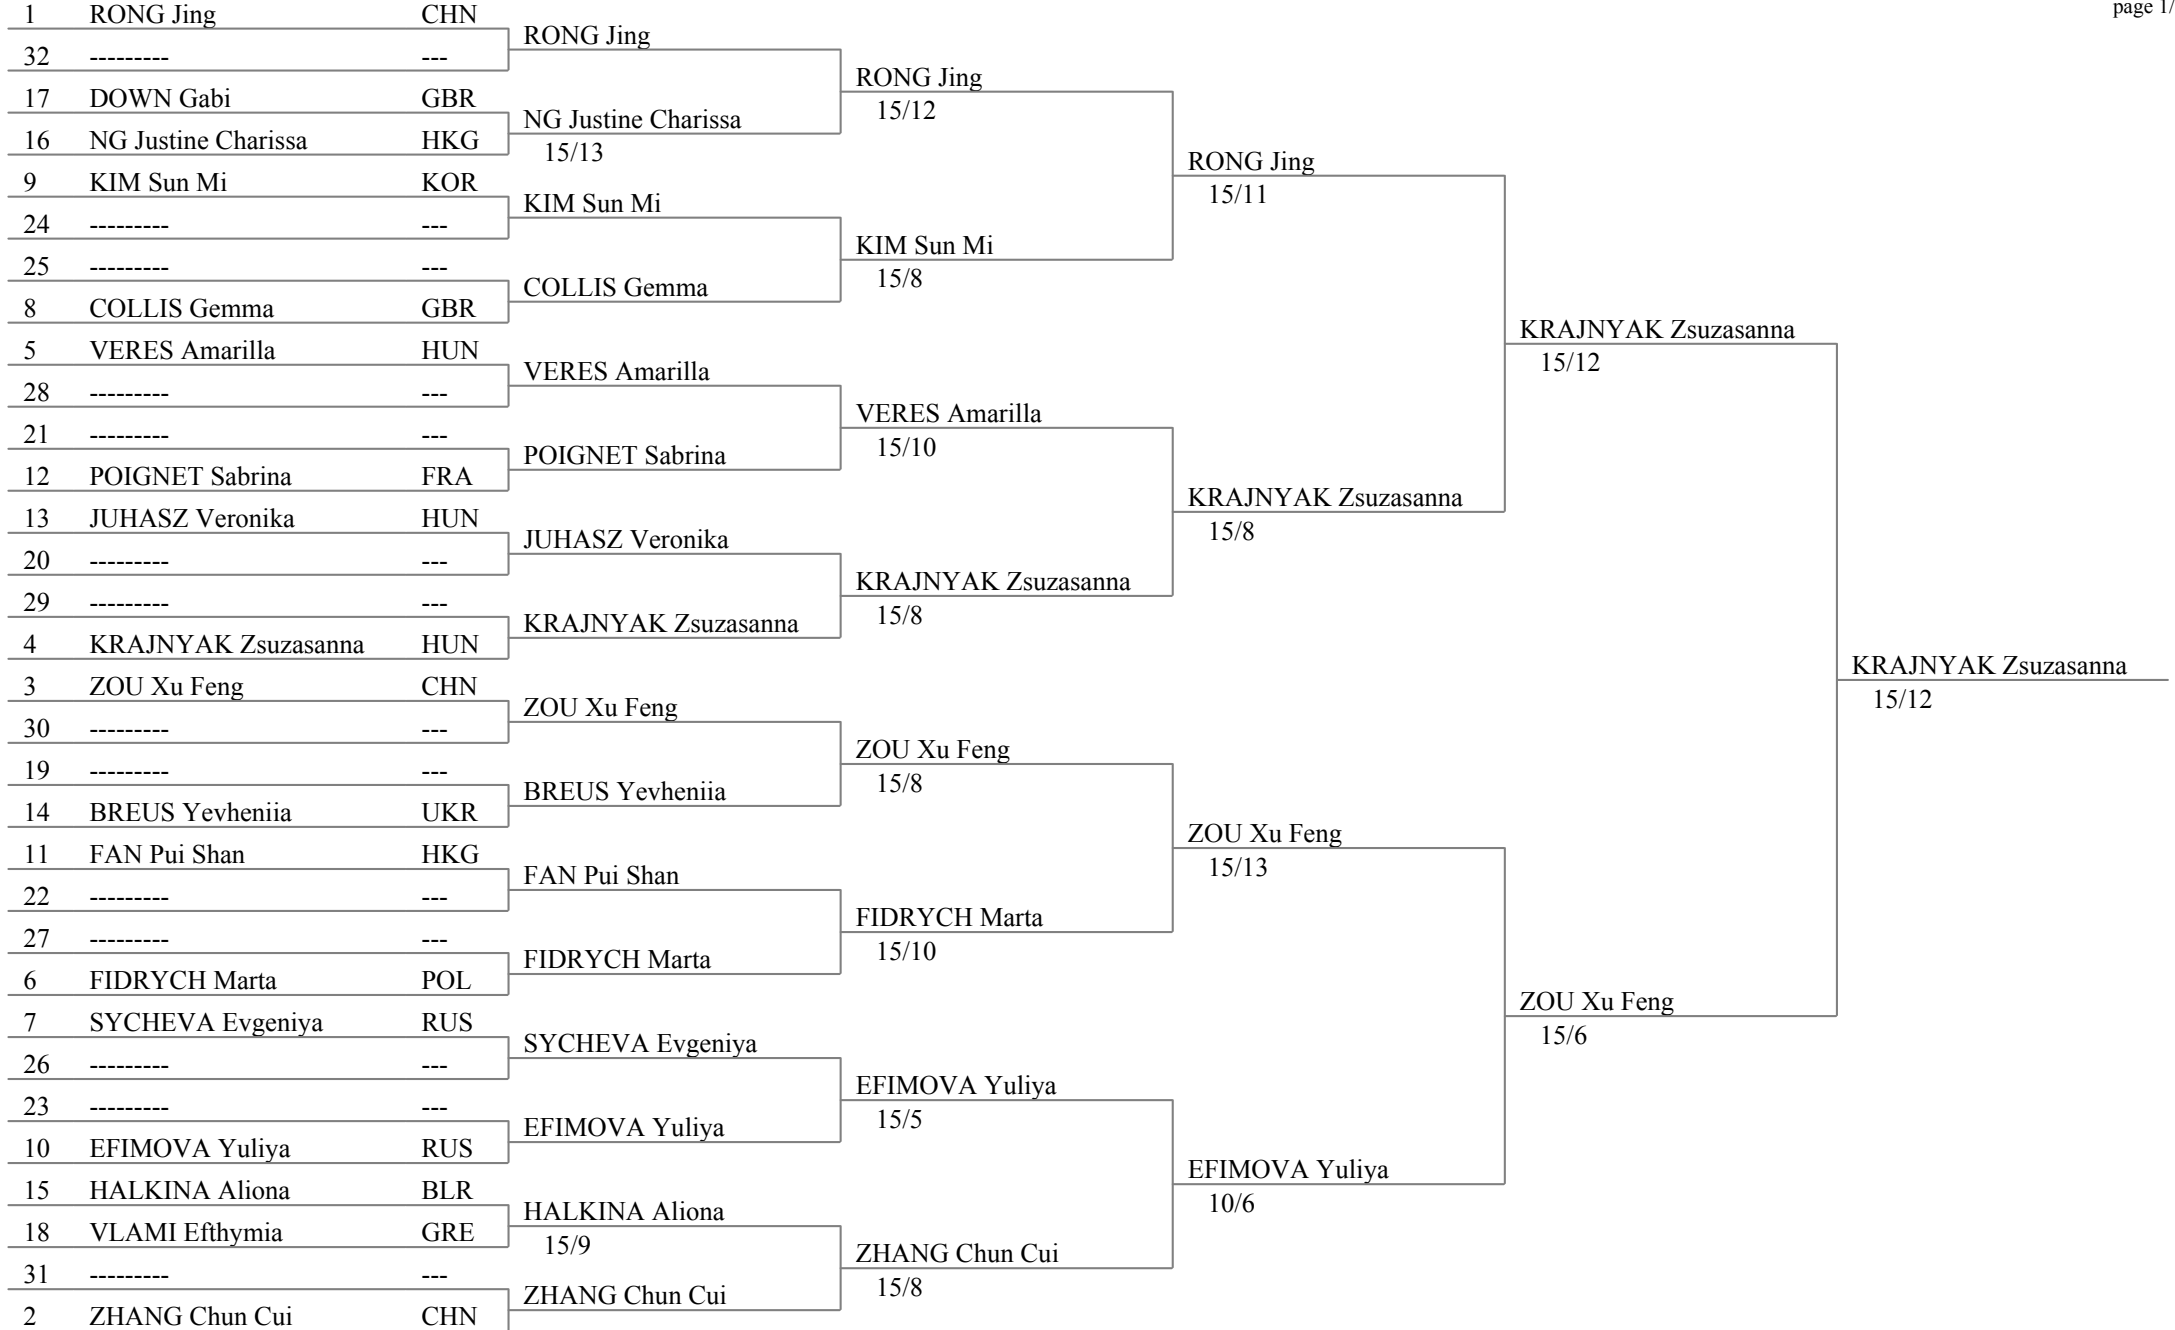 page 1/
1 RONG Jing CHN
32 --------- ---
17 DOWN Gabi GBR
16 NG Justine Charissa HKG
9 KIM Sun Mi KOR
24 --------- ---
25 --------- ---
8 COLLIS Gemma GBR
5 VERES Amarilla HUN
28 --------- ---
21 --------- ---
12 POIGNET Sabrina FRA
13 JUHASZ Veronika HUN
20 --------- ---
29 --------- ---
4 KRAJNYAK Zsuzasanna HUN
3 ZOU Xu Feng CHN
30 --------- ---
19 --------- ---
14 BREUS Yevheniia UKR
11 FAN Pui Shan HKG
22 --------- ---
27 --------- ---
6 FIDRYCH Marta POL
7 SYCHEVA Evgeniya RUS
26 --------- ---
23 --------- ---
10 EFIMOVA Yuliya RUS
15 HALKINA Aliona BLR
18 VLAMI Efthymia GRE
31 --------- ---
2 ZHANG Chun Cui CHN
RONG Jing
NG Justine Charissa
15/13
KIM Sun Mi
COLLIS Gemma
VERES Amarilla
POIGNET Sabrina
JUHASZ Veronika
KRAJNYAK Zsuzasanna
ZOU Xu Feng
BREUS Yevheniia
FAN Pui Shan
FIDRYCH Marta
SYCHEVA Evgeniya
EFIMOVA Yuliya
HALKINA Aliona
15/9
ZHANG Chun Cui
RONG Jing
15/12
KIM Sun Mi
15/8
VERES Amarilla
15/10
KRAJNYAK Zsuzasanna
15/8
ZOU Xu Feng
15/8
FIDRYCH Marta
15/10
EFIMOVA Yuliya
15/5
ZHANG Chun Cui
15/8
RONG Jing
15/11
KRAJNYAK Zsuzasanna
15/8
ZOU Xu Feng
15/13
EFIMOVA Yuliya
10/6
KRAJNYAK Zsuzasanna
15/12
ZOU Xu Feng
15/6
KRAJNYAK Zsuzasanna
15/12